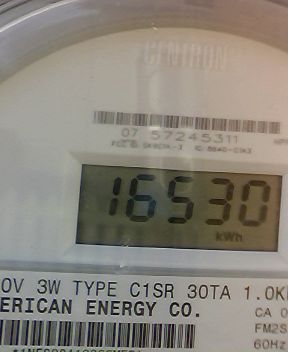 CENTRON
07 57245311
16530
kWh
0V 3W TYPE C1SR 30TA 1.0K
ERICAN ENERGY CO.
CA 0
FM2S
60Hz